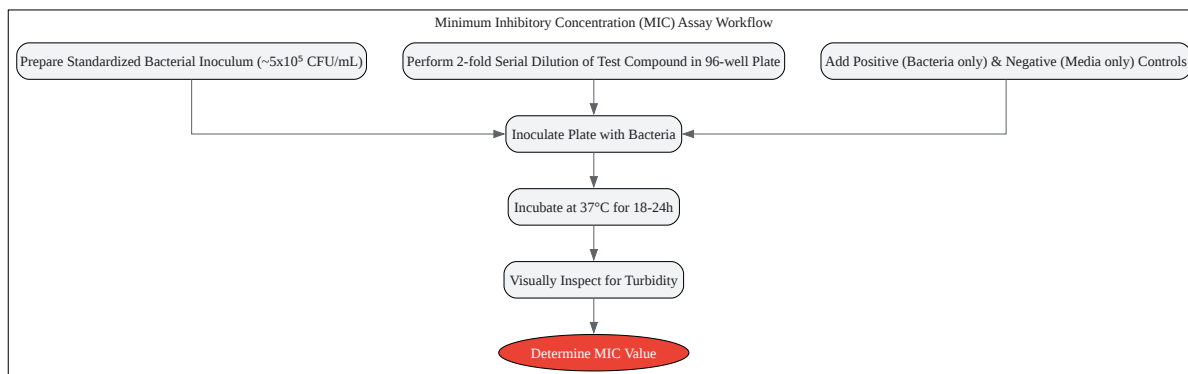 Minimum Inhibitory Concentration (MIC) Assay Workflow
Prepare Standardized Bacterial Inoculum (~5x10⁵ CFU/mL)
Perform 2-fold Serial Dilution of Test Compound in 96-well Plate
Add Positive (Bacteria only) & Negative (Media only) Controls
Inoculate Plate with Bacteria
Incubate at 37°C for 18-24h
Visually Inspect for Turbidity
Determine MIC Value